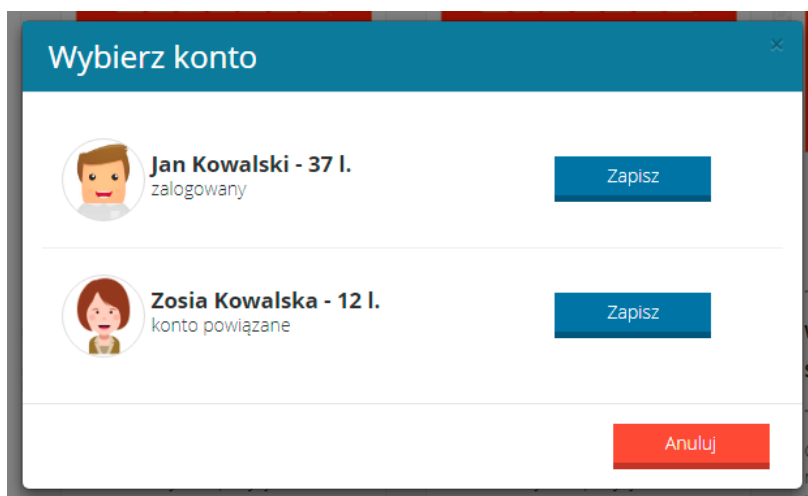 Wybierz konto
×
Jan Kowalski - 37 l.
zalogowany
Zapisz
Zosia Kowalska - 12 l.
konto powiązane
Zapisz
Anuluj